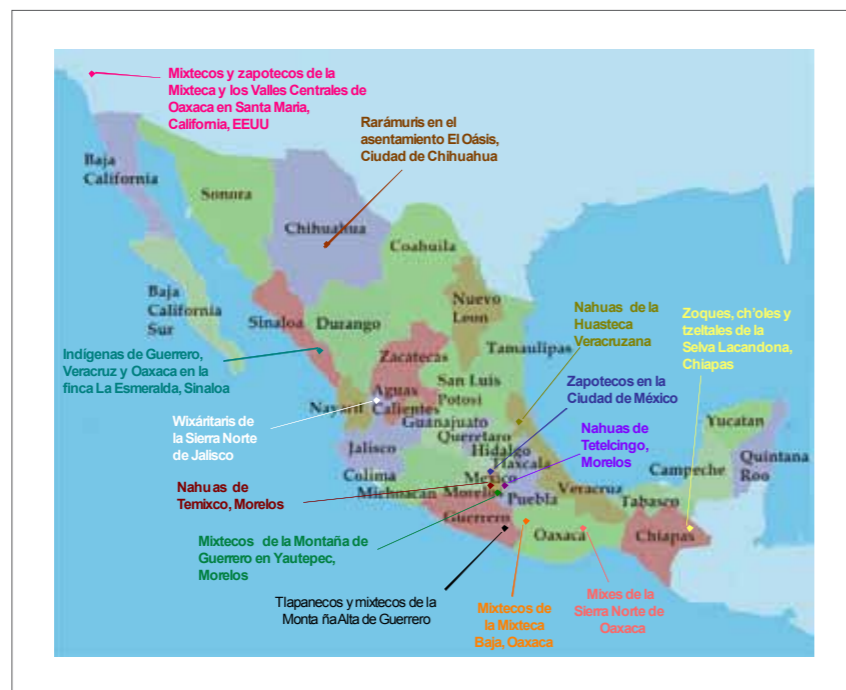 Mixtecos y zapotecos de la
Mixteca y los Valles Centrales de
Oaxaca en Santa Maria,
California, EEUU
Rarámuris en el
asentamiento El Oásis,
Ciudad de Chihuahua
Baja
California
Sonora
Chihuahua
Coahuila
Baja
California
Sur
Sinaloa
Durango
Nuevo
Leon
Nahuas de la
Huasteca
Veracruzana
Zoques, ch'oles y
tzeltales de la
Selva Lacandona,
Chiapas
Indígenas de Guerrero,
Veracruz y Oaxaca en la
finca La Esmeralda, Sinaloa
Zacatecas
Tamaulipas
San Luis
Potosi
Zapotecos en la
Ciudad de México
Nayarit
Aguas
Calientes
Guanajuato
Wixáritaris de
la Sierra Norte
de Jalisco
Queretaro
Hidalgo
Tlaxcala
Nahuas de
Tetelcingo,
Morelos
Yucatan
Quintana
Roo
Campeche
Jalisco
Colima
Michoacán
Mexico
Morelos
Puebla
Veracruz
Tabasco
Nahuas de
Temixco, Morelos
Guerrero
Oaxaca
Chiapas
Mixtecos de la Montaña de
Guerrero en Yautepec,
Morelos
Tlapanecos y mixtecos de la
Monta ñaAlta de Guerrero
Mixtecos de
la Mixteca
Baja, Oaxaca
Mixes de la
Sierra Norte de
Oaxaca